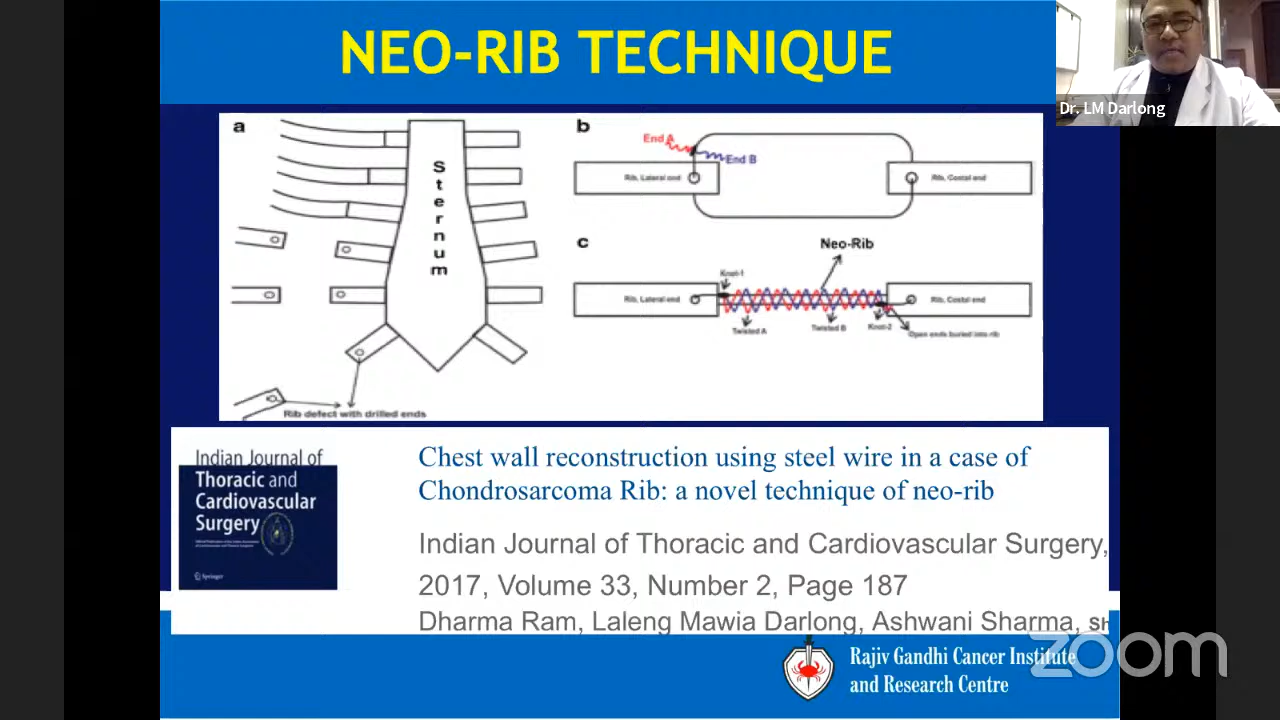 NEO-RIB TECHNIQUE
Dr. LM Darlong
a
Sternum
Rib defect with drilled ends
b
End A
End B
Rib, Lateral end
Rib, Costal end
c
Neo-Rib
Knot-1
Rib, Lateral end
Rib, Costal end
Twisted A
Twisted B
Knot-2
Open ends buried into rib
Indian Journal of
Thoracic and
Cardiovascular
Surgery
Springer
Chest wall reconstruction using steel wire in a case of
Chondrosarcoma Rib: a novel technique of neo-rib
Indian Journal of Thoracic and Cardiovascular Surgery,
2017, Volume 33, Number 2, Page 187
Dharma Ram, Laleng Mawia Darlong, Ashwani Sharma,
Rajiv Gandhi Cancer Institute
and Research Centre
zoom